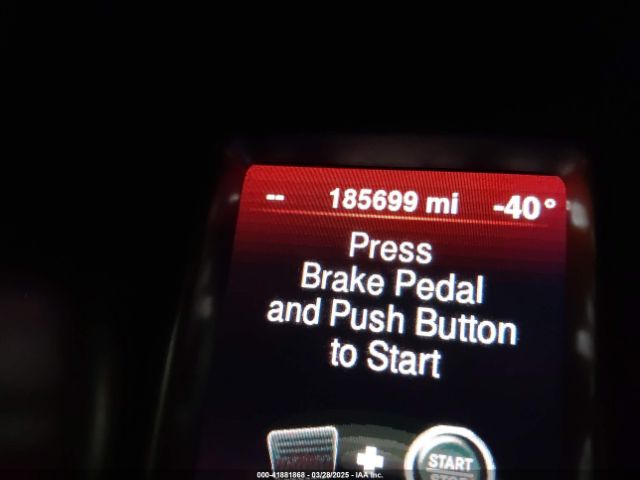 -- 185699 mi -40°
Press
Brake Pedal
and Push Button
to Start
START
STOP
000-41881868 - 03/28/2025 - IAA Inc.